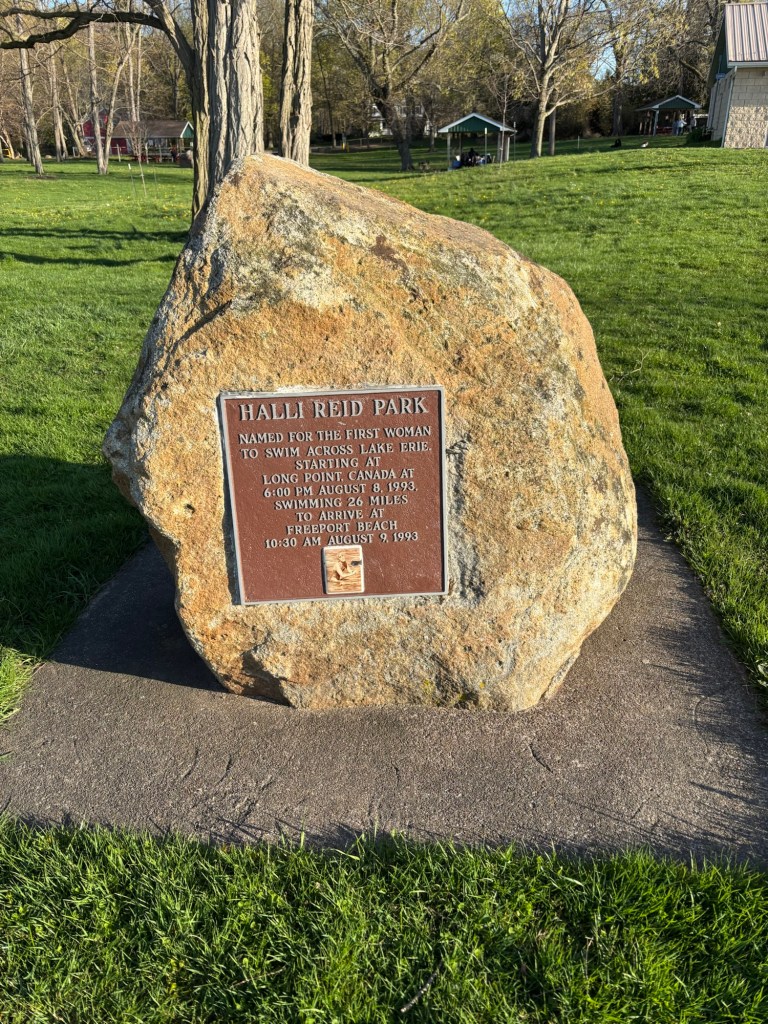 HALLI REID PARK
NAMED FOR THE FIRST WOMAN
TO SWIM ACROSS LAKE ERIE.
STARTING AT
LONG POINT, CANADA AT
6:00 PM AUGUST 8, 1993,
SWIMMING 26 MILES
TO ARRIVE AT
FREEPORT BEACH
10:30 AM AUGUST 9, 1993